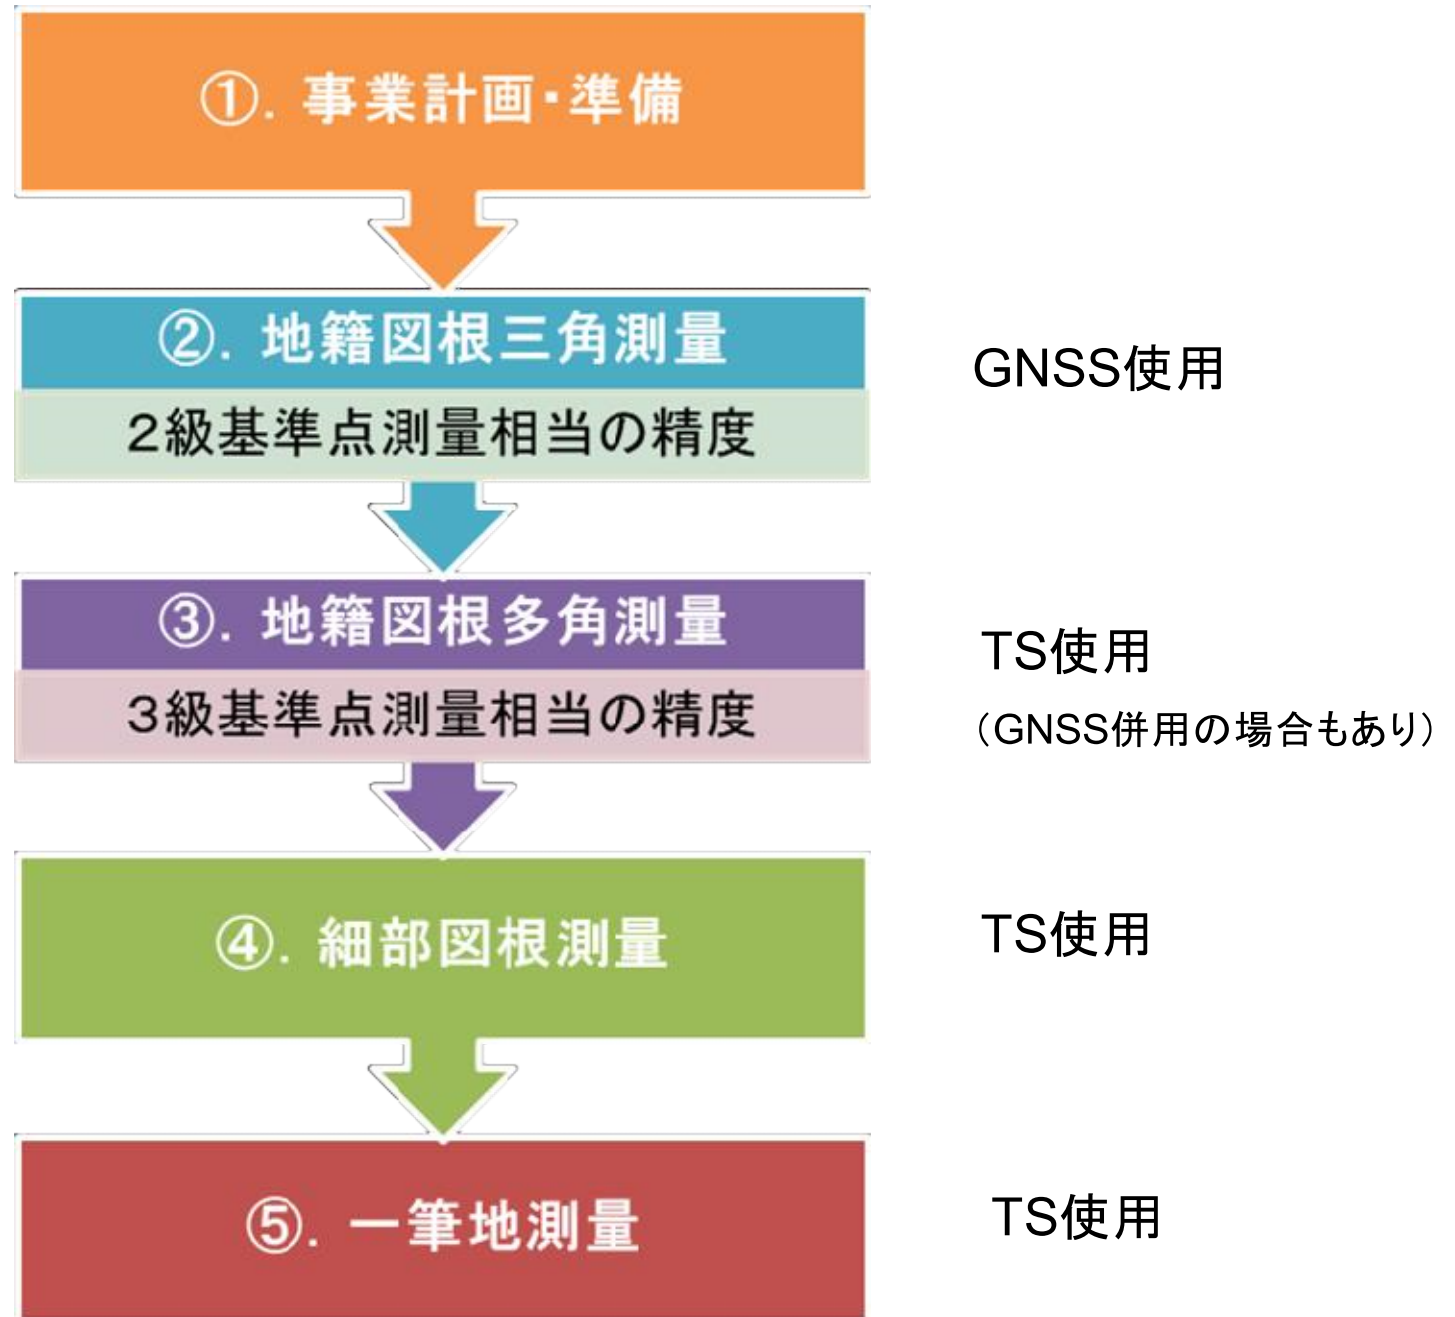 ①. 事業計画・準備
②. 地籍図根三角測量
GNSS使用
２級基準点測量相当の精度
③. 地籍図根多角測量
TS使用
３級基準点測量相当の精度
（GNSS併用の場合もあり）
④. 細部図根測量
TS使用
⑤. 一筆地測量
TS使用